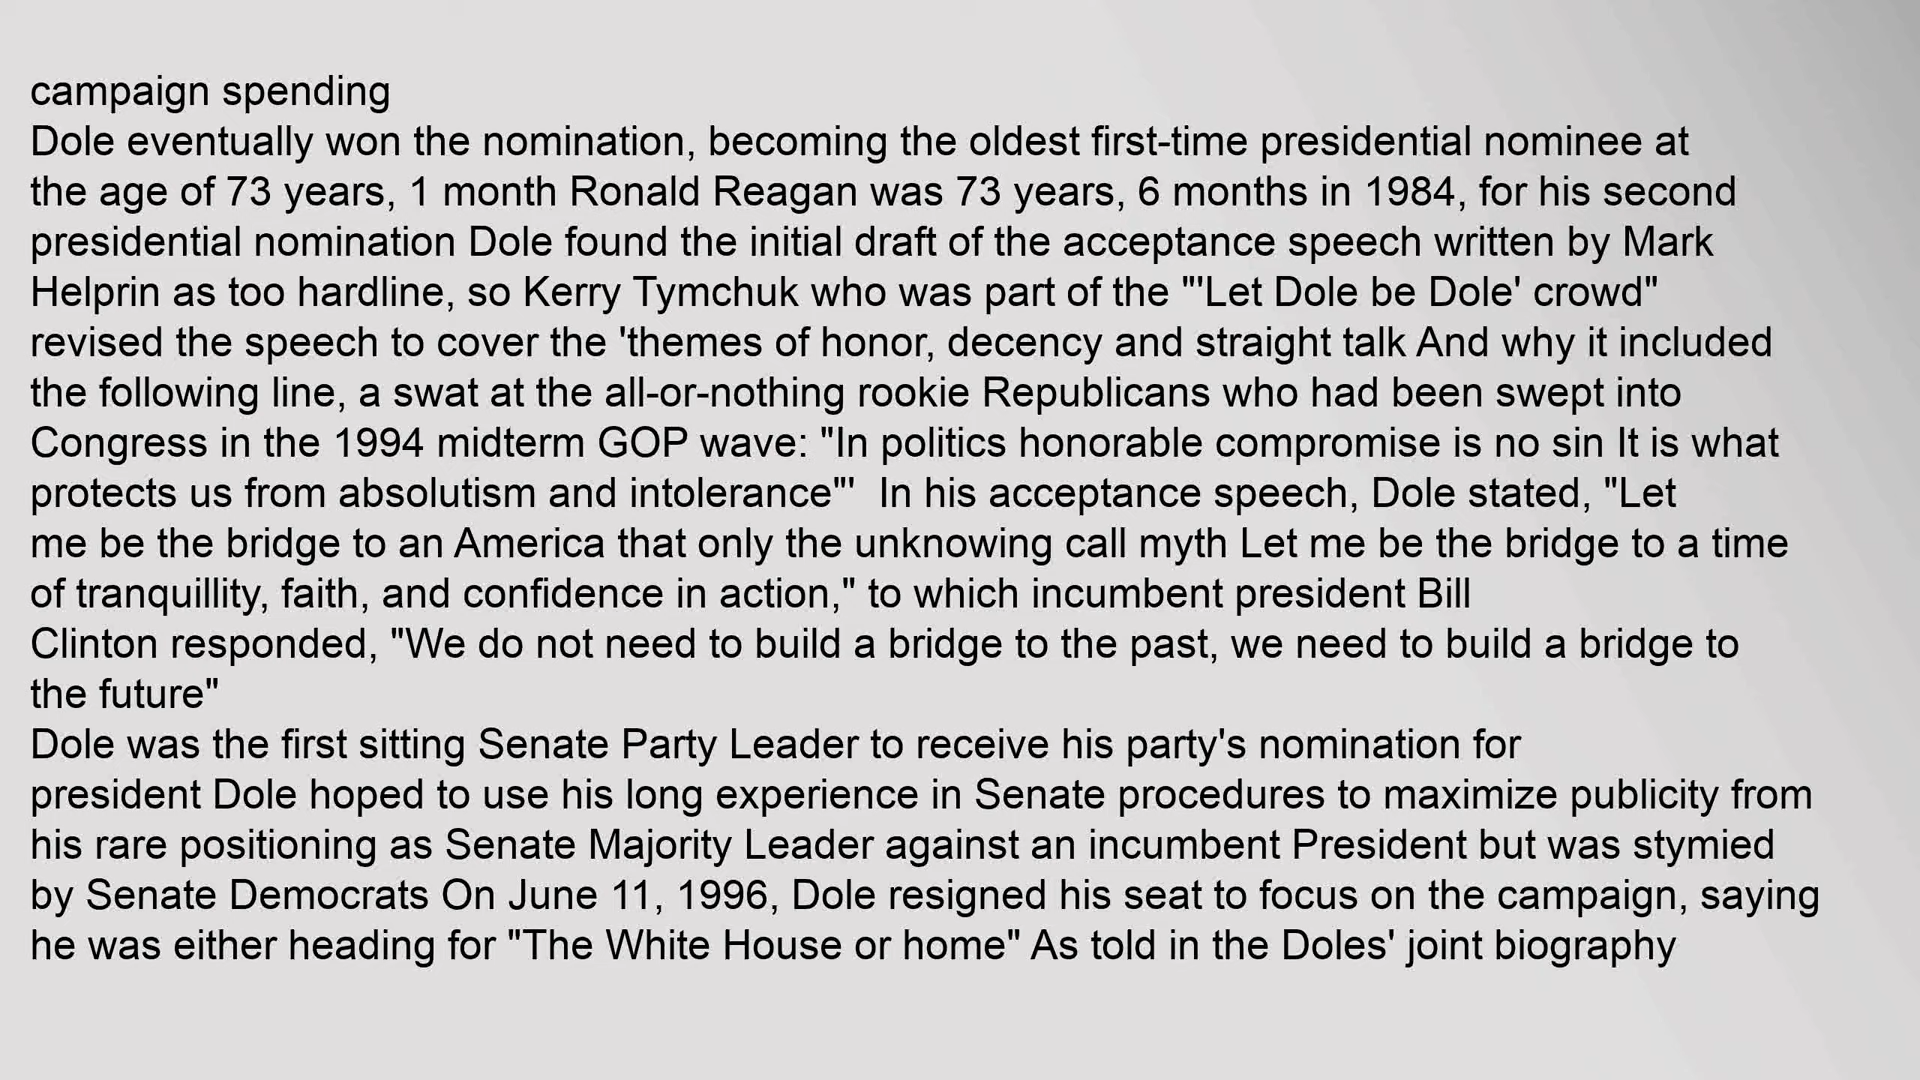 campaign spending
Dole eventually won the nomination, becoming the oldest first-time presidential nominee at
the age of 73 years, 1 month Ronald Reagan was 73 years, 6 months in 1984, for his second
presidential nomination Dole found the initial draft of the acceptance speech written by Mark
Helprin as too hardline, so Kerry Tymchuk who was part of the "'Let Dole be Dole' crowd"
revised the speech to cover the 'themes of honor, decency and straight talk And why it included
the following line, a swat at the all-or-nothing rookie Republicans who had been swept into
Congress in the 1994 midterm GOP wave: "In politics honorable compromise is no sin It is what
protects us from absolutism and intolerance"'  In his acceptance speech, Dole stated, "Let
me be the bridge to an America that only the unknowing call myth Let me be the bridge to a time
of tranquillity, faith, and confidence in action," to which incumbent president Bill
Clinton responded, "We do not need to build a bridge to the past, we need to build a bridge to
the future"
Dole was the first sitting Senate Party Leader to receive his party's nomination for
president Dole hoped to use his long experience in Senate procedures to maximize publicity from
his rare positioning as Senate Majority Leader against an incumbent President but was stymied
by Senate Democrats On June 11, 1996, Dole resigned his seat to focus on the campaign, saying
he was either heading for "The White House or home" As told in the Doles' joint biography